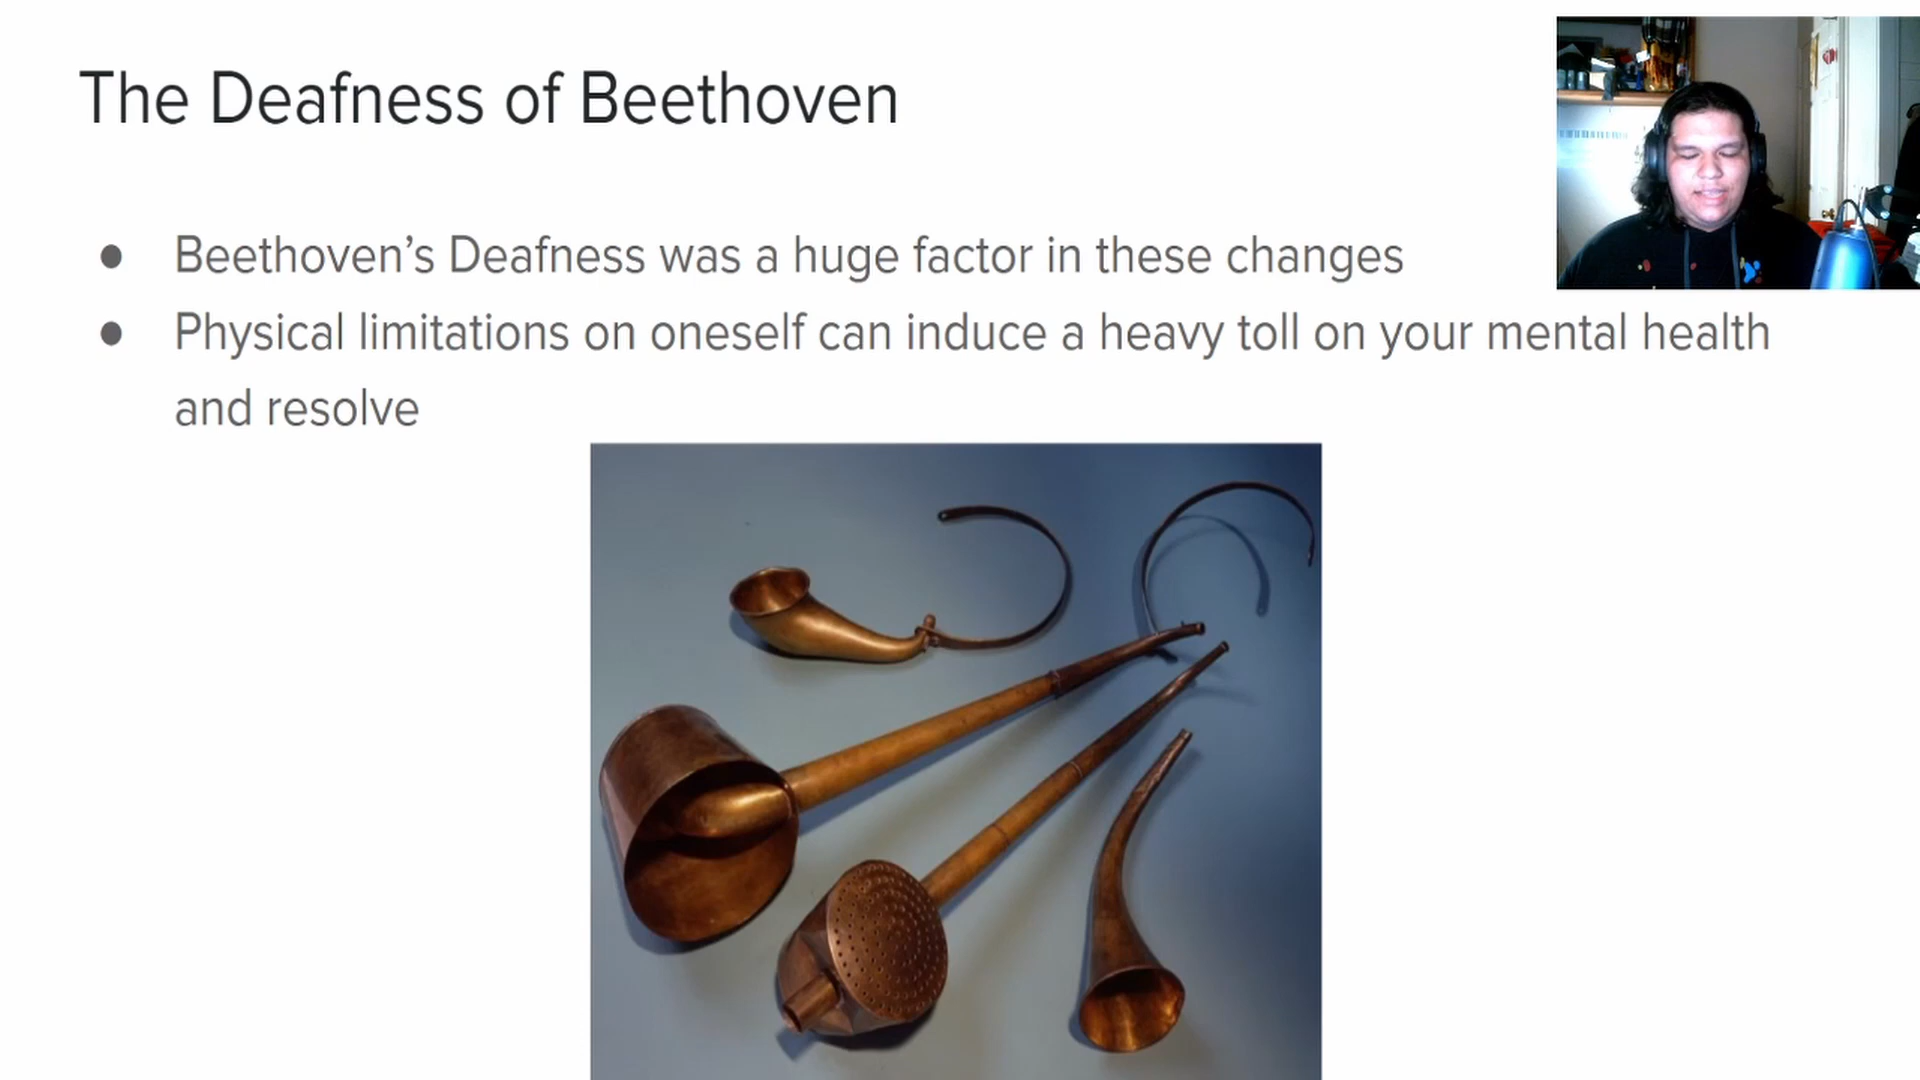 The Deafness of Beethoven
● Beethoven’s Deafness was a huge factor in these changes
● Physical limitations on oneself can induce a heavy toll on your mental health
and resolve